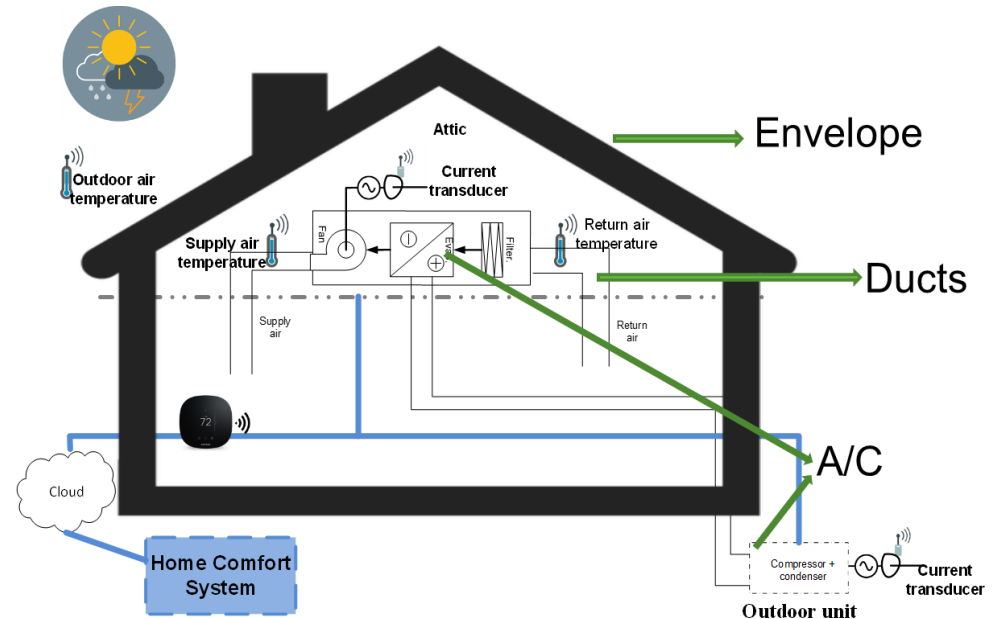 Attic
Envelope
Outdoor air
temperature
Current
transducer
Supply air
temperature
Fan
Eva.
Filter.
Return air
temperature
Ducts
Supply
air
Return
air
72
A/C
Cloud
Home Comfort
System
Compressor +
condenser
Current
transducer
Outdoor unit